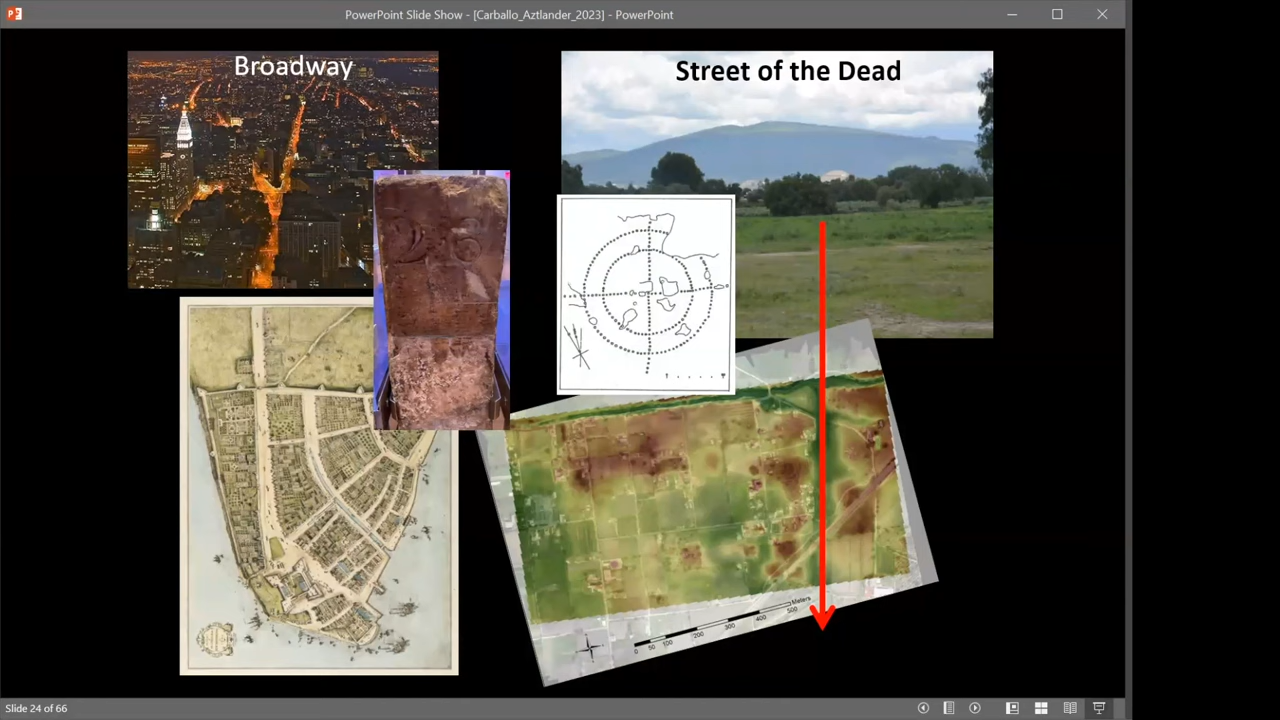 PowerPoint Slide Show - [Carballo_Aztlander_2023] - PowerPoint
Broadway
Street of the Dead
Meters
0 50 100 200 300 400 500
Slide 24 of 66